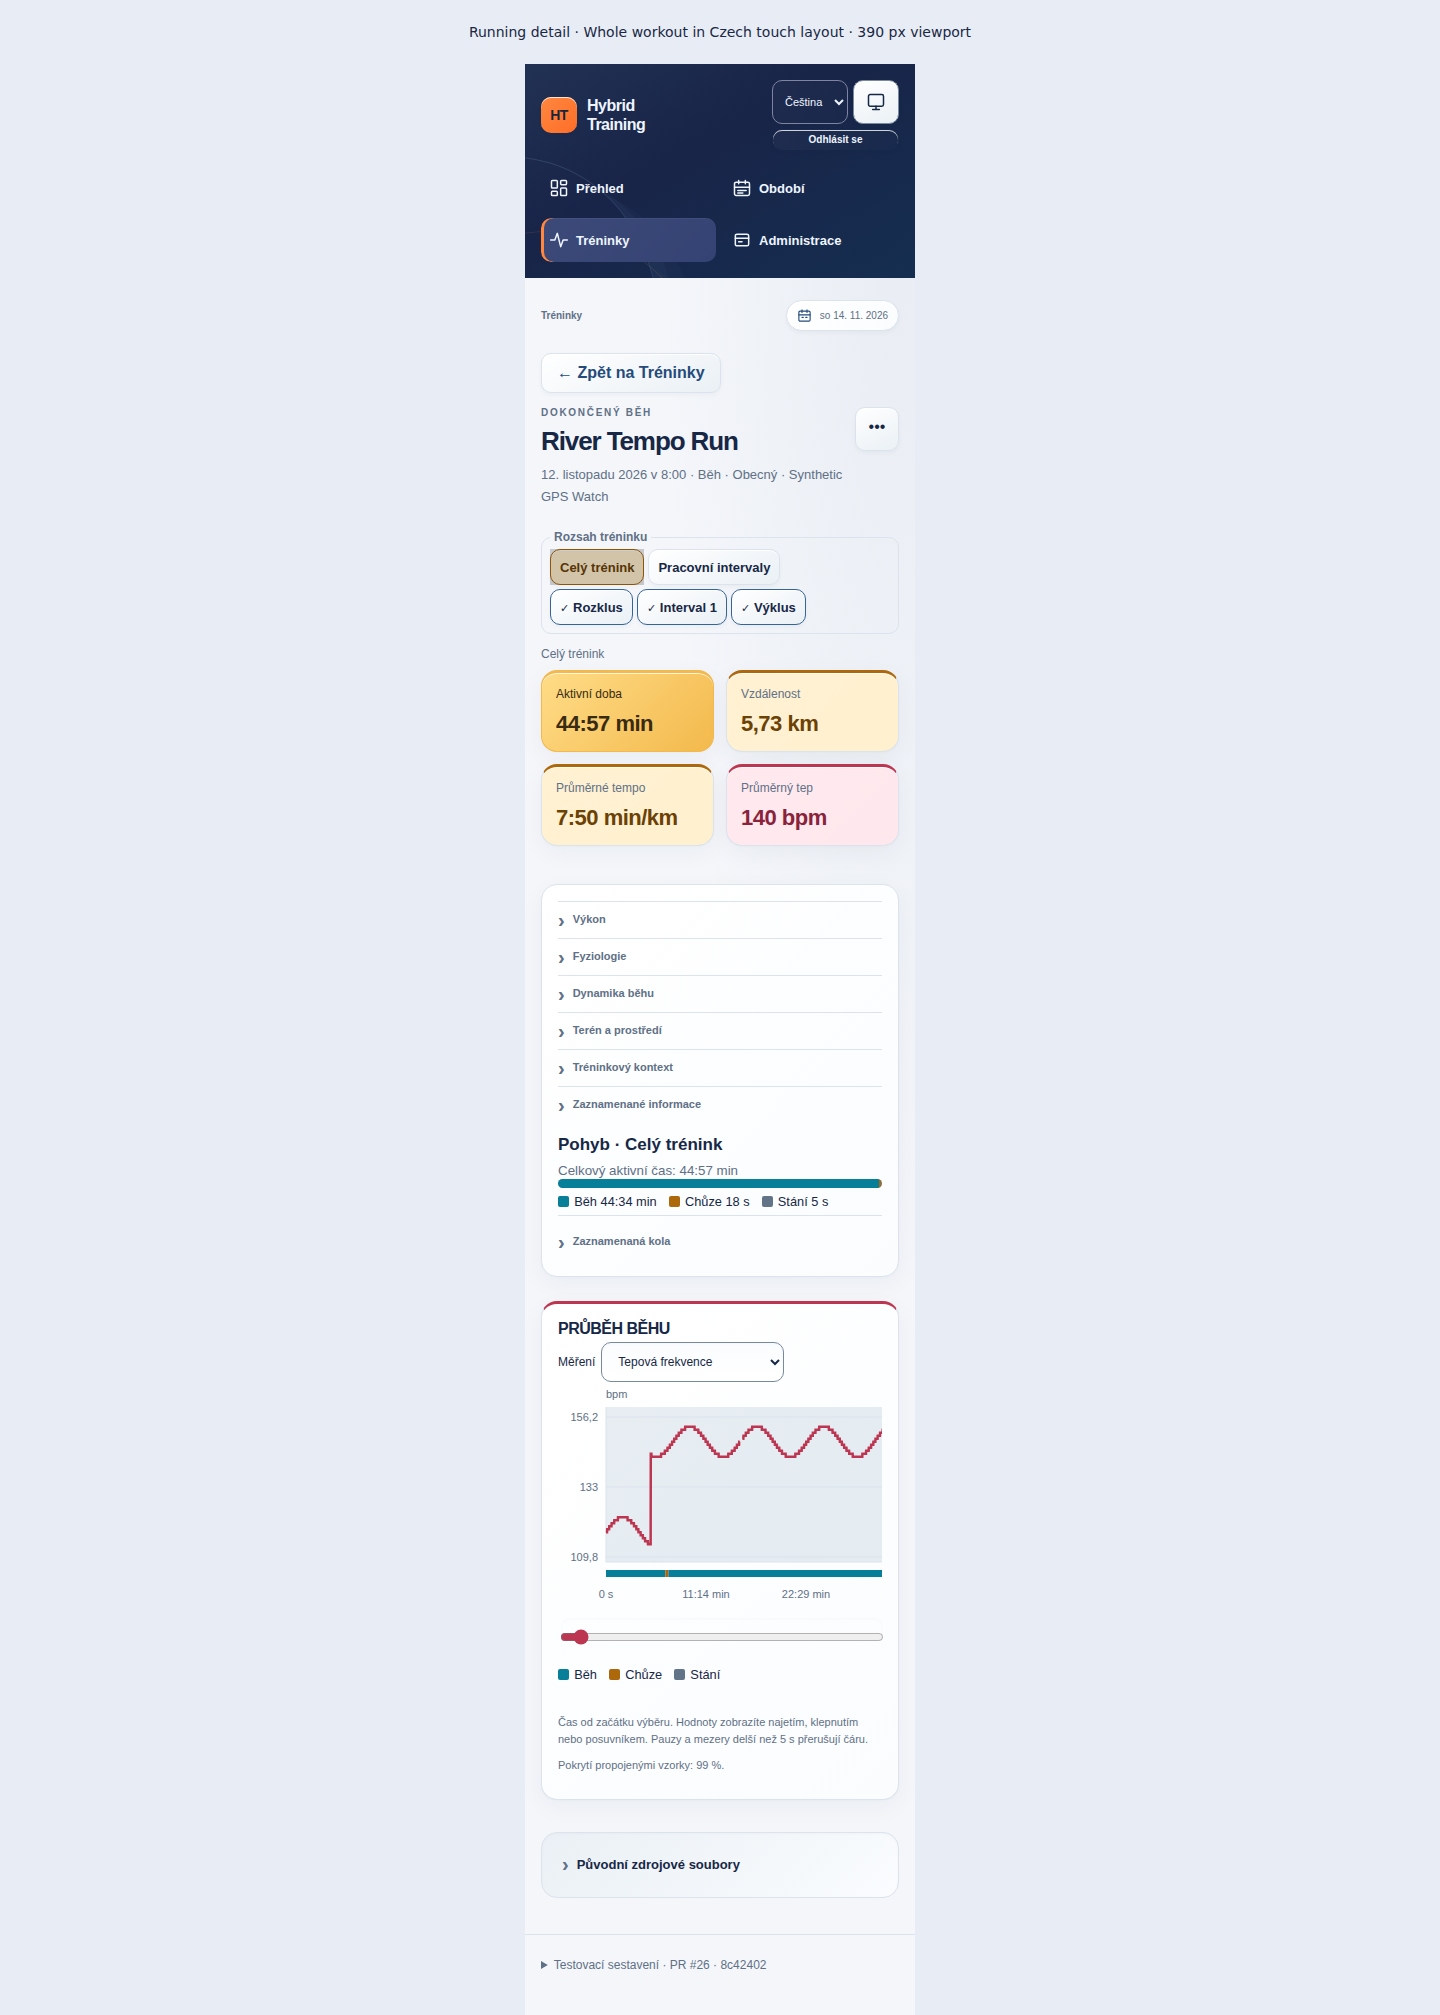 Running detail · Whole workout in Czech touch layout · 390 px viewport
HT
Hybrid
Training
Čeština
Odhlásit se
Přehled
Období
Tréninky
Administrace
Tréninky
so 14. 11. 2026
← Zpět na Tréninky
DOKONČENÝ BĚH
•••
River Tempo Run
12. listopadu 2026 v 8:00 · Běh · Obecný · Synthetic
GPS Watch
Rozsah tréninku
Celý trénink
Pracovní intervaly
✓ Rozklus
✓ Interval 1
✓ Výklus
Celý trénink
Aktivní doba
44:57 min
Vzdálenost
5,73 km
Průměrné tempo
7:50 min/km
Průměrný tep
140 bpm
Výkon
Fyziologie
Dynamika běhu
Terén a prostředí
Tréninkový kontext
Zaznamenané informace
Pohyb · Celý trénink
Celkový aktivní čas: 44:57 min
Běh 44:34 min
Chůze 18 s
Stání 5 s
Zaznamenaná kola
PRŮBĚH BĚHU
Měření
Tepová frekvence
bpm
156,2
133
109,8
0 s
11:14 min
22:29 min
Běh
Chůze
Stání
Čas od začátku výběru. Hodnoty zobrazíte najetím, klepnutím
nebo posuvníkem. Pauzy a mezery delší než 5 s přerušují čáru.
Pokrytí propojenými vzorky: 99 %.
Původní zdrojové soubory
Testovací sestavení · PR #26 · 8c42402